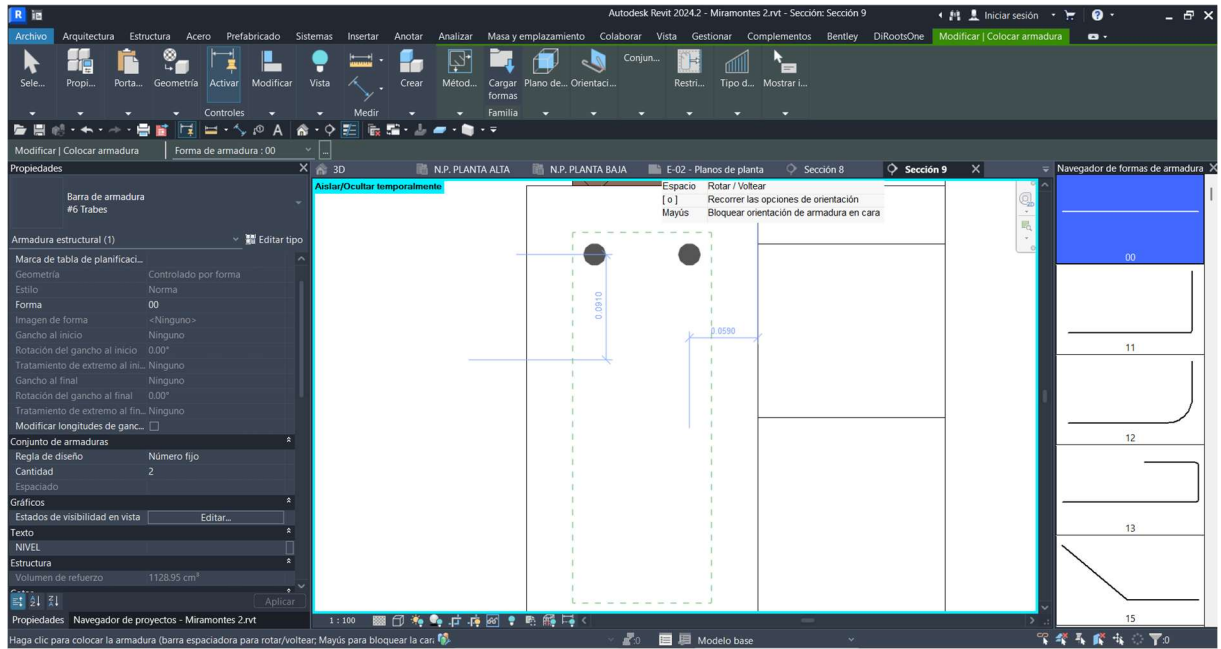 R
Autodesk Revit 2024.2 - Miramontes 2.rvt - Sección: Sección 9
Iniciar sesión
Archivo Arquitectura Estructura Acero Prefabricado Sistemas Insertar Anotar Analizar Masa y emplazamiento Colaborar Vista Gestionar Complementos Bentley DiRootsOne Modificar | Colocar armadura
Sele... Propi... Porta... Geometría Activar Modificar Vista Crear Métod... Cargar formas Plano de... Orientaci... Conjun... Restri... Tipo d... Mostrar i...
Controles Medir Familia
Modificar | Colocar armadura Forma de armadura : 00
Propiedades
3D N.P. PLANTA ALTA N.P. PLANTA BAJA E-02 - Planos de planta Sección 8 Sección 9
Navegador de formas de armadura
Barra de armadura
#6 Trabes
Armadura estructural (1) Editar tipo
Marca de tabla de planificaci...
Geometría Controlado por forma
Estilo Norma
Forma 00
Imagen de forma <Ninguno>
Gancho al inicio Ninguno
Rotación del gancho al inicio 0.00°
Tratamiento de extremo al ini... Ninguno
Gancho al final Ninguno
Rotación del gancho al final 0.00°
Tratamiento de extremo al fin... Ninguno
Modificar longitudes de ganc...
Conjunto de armaduras
Regla de diseño Número fijo
Cantidad 2
Espaciado
Gráficos
Estados de visibilidad en vista Editar...
Texto
NIVEL
Estructura
Volumen de refuerzo 1128.95 cm³
Aplicar
Propiedades Navegador de proyectos - Miramontes 2.rvt
Aislar/Ocultar temporalmente
Espacio Rotar / Voltear
[ o ] Recorrer las opciones de orientación
Mayús Bloquear orientación de armadura en cara
0.0910
0.0590
00
11
12
13
15
1 : 100
Haga clic para colocar la armadura (barra espaciadora para rotar/voltear; Mayús para bloquear la cara
:0
Modelo base
:0